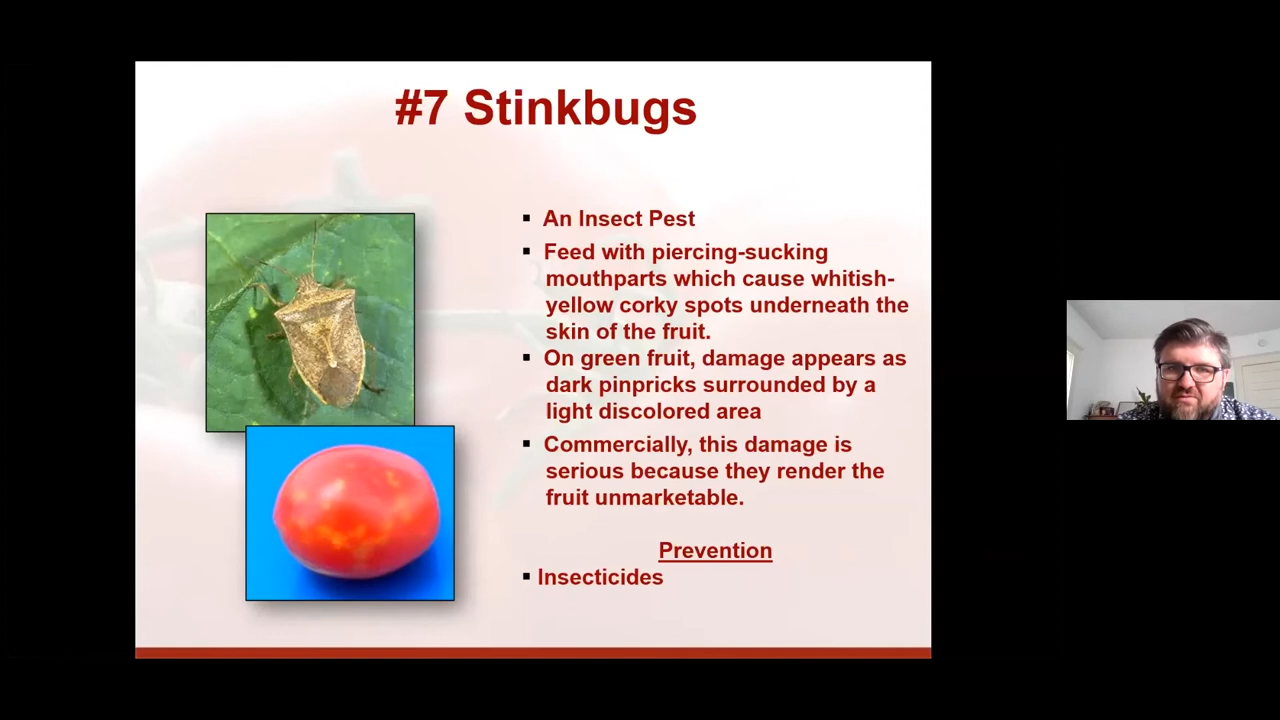 #7 Stinkbugs
▪ An Insect Pest
▪ Feed with piercing-sucking
mouthparts which cause whitish-
yellow corky spots underneath the
skin of the fruit.
▪ On green fruit, damage appears as
dark pinpricks surrounded by a
light discolored area
▪ Commercially, this damage is
serious because they render the
fruit unmarketable.
Prevention
▪ Insecticides